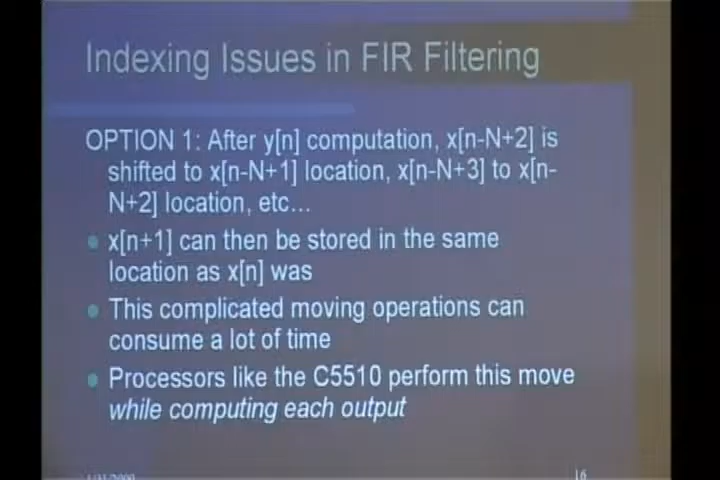 Indexing Issues in FIR Filtering
OPTION 1: After y[n] computation, x[n-N+2] is
shifted to x[n-N+1] location, x[n-N+3] to x[n-
N+2] location, etc...
x[n+1] can then be stored in the same
location as x[n] was
This complicated moving operations can
consume a lot of time
Processors like the C5510 perform this move
while computing each output
16